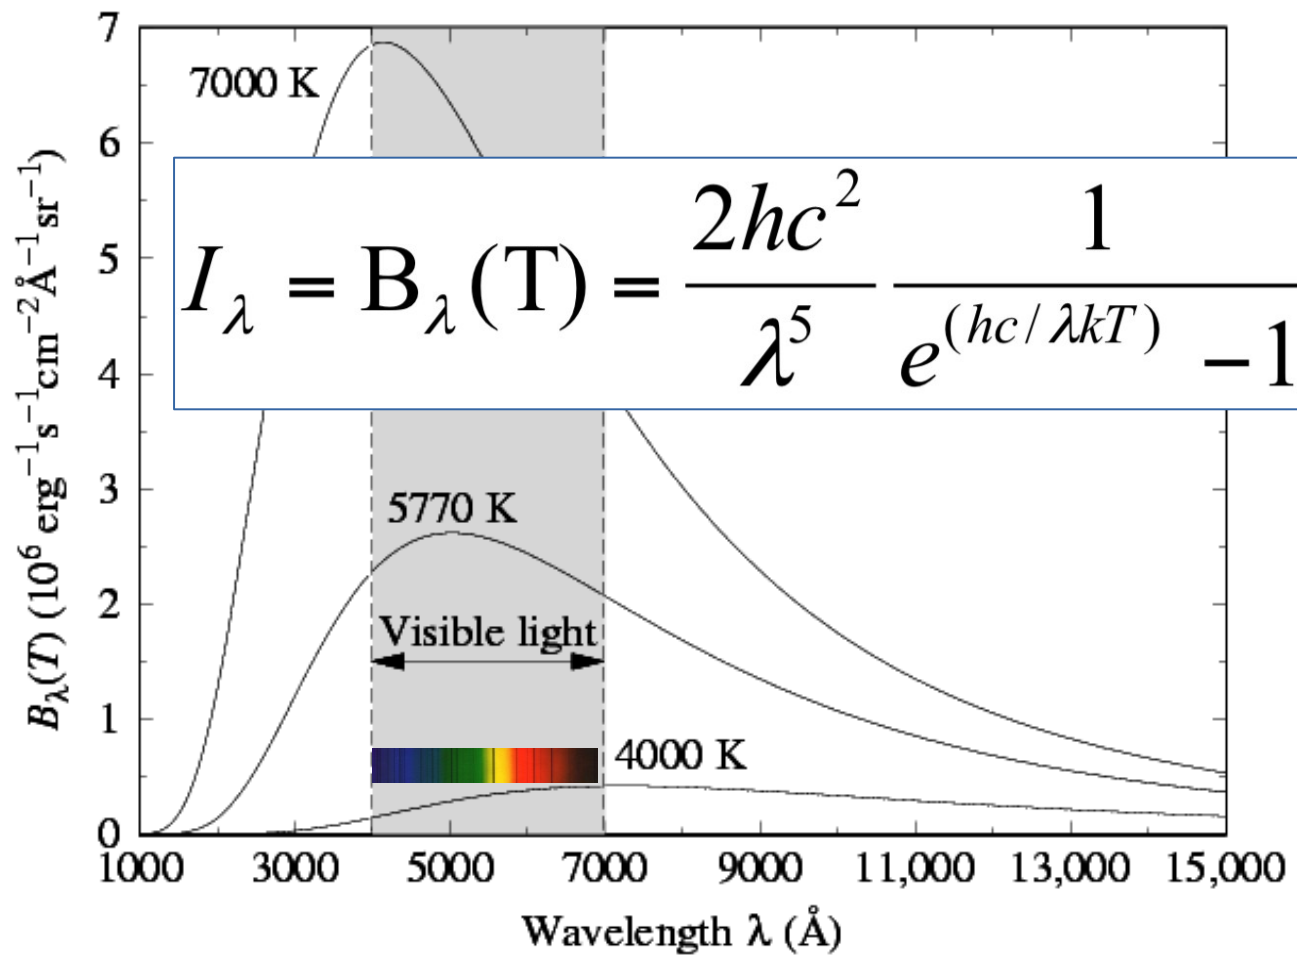 7
7000 K
6
I_λ = B_λ(T) = \frac{2hc^2}{λ^5} \frac{1}{e^{(hc/λkT)} − 1}
5
4
3
5770 K
2
Visible light
1
4000 K
0
1000 3000 5000 7000 9000 11,000 13,000 15,000
Wavelength λ (Å)
B_λ(T) (10^6 erg^{−1}s^{−1}cm^{−2}Å^{−1}sr^{−1})